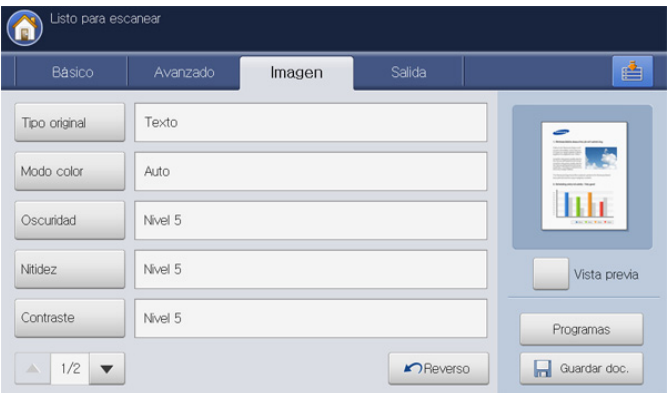 Listo para escanear
Básico
Avanzado
Imagen
Salida
Tipo original
Texto
Modo color
Auto
Oscuridad
Nivel 5
Nitidez
Nivel 5
Contraste
Nivel 5
1/2
Reverso
Vista previa
Programas
Guardar doc.